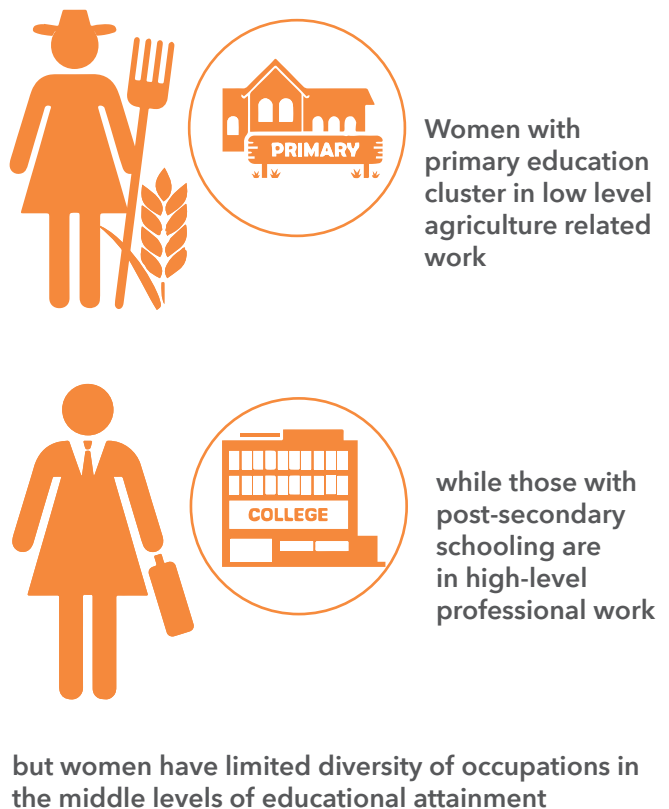 PRIMARY
Women with
primary education
cluster in low level
agriculture related
work
COLLEGE
while those with
post-secondary
schooling are
in high-level
professional work
but women have limited diversity of occupations in
the middle levels of educational attainment